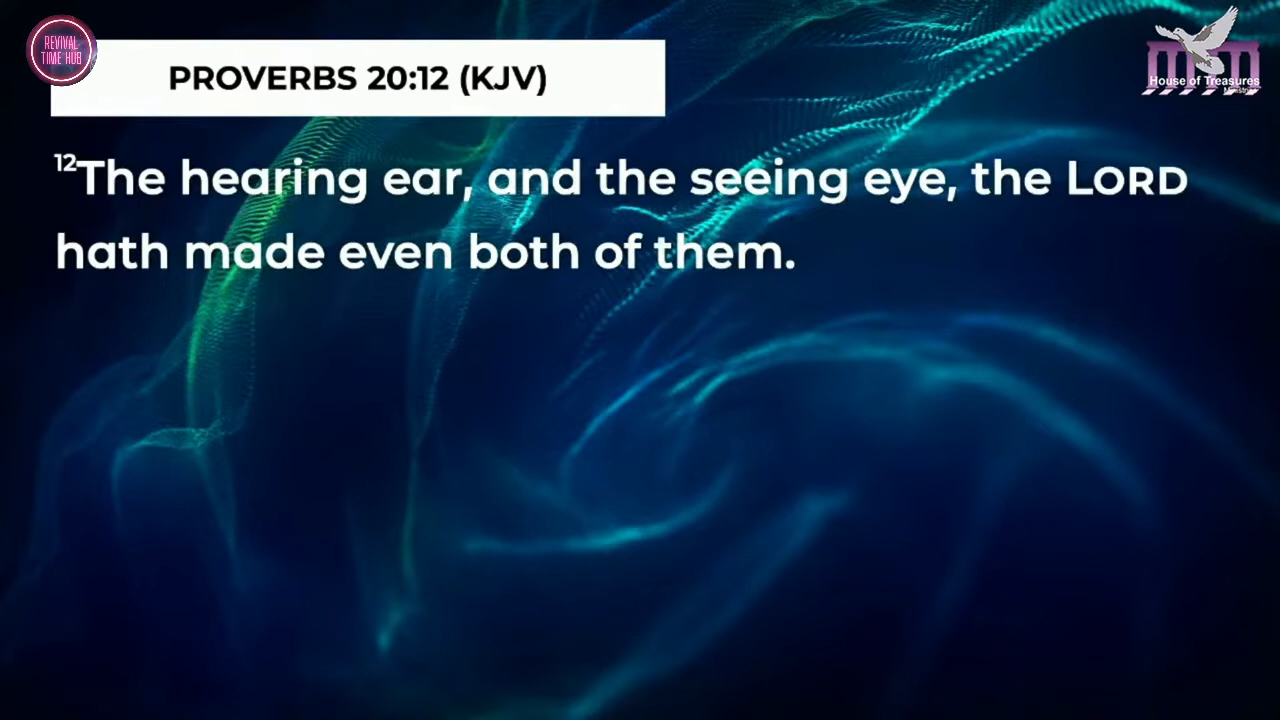 REVIVAL
TIME HUB
PROVERBS 20:12 (KJV)
House of Treasures
Ministries
12The hearing ear, and the seeing eye, the LORD
hath made even both of them.